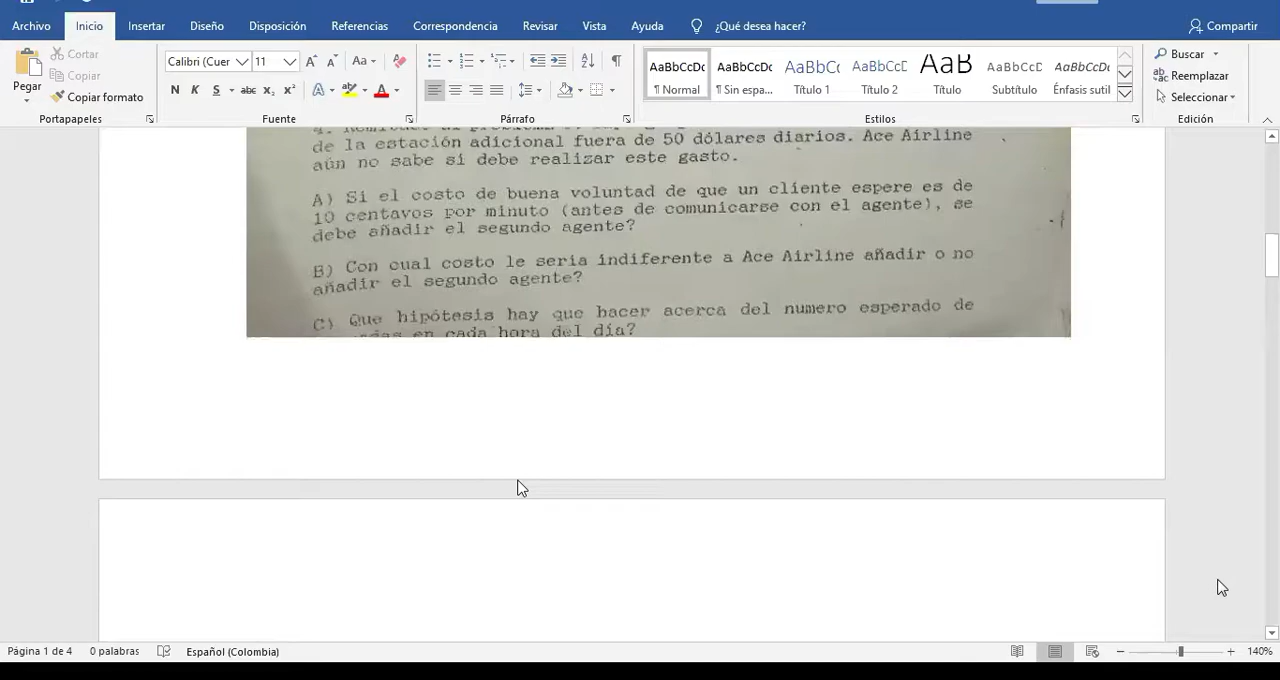 Archivo Inicio Insertar Diseño Disposición Referencias Correspondencia Revisar Vista Ayuda ¿Qué desea hacer? Compartir
Pegar
Cortar
Copiar
Copiar formato
Portapapeles
Calibri (Cuer 11
Aa
N K S abc x₂ x² A A
Fuente
Párrafo
AaBbCcDc
¶ Normal
AaBbCcDc
¶ Sin espa...
AaBbCc
Título 1
AaBbCcD
Título 2
AaB
Título
AaBbCcD
Subtítulo
AaBbCcDc
Énfasis sutil
Estilos
Buscar
Reemplazar
Seleccionar
Edición
de la estación adicional fuera de 50 dólares diarios. Ace Airline
aún no sabe si debe realizar este gasto.
A) Si el costo de buena voluntad de que un cliente espere es de
10 centavos por minuto (antes de comunicarse con el agente), se
debe añadir el segundo agente?
B) Con cual costo le seria indiferente a Ace Airline añadir o no
añadir el segundo agente?
C) Que hipótesis hay que hacer acerca del numero esperado de
en cada hora del día?
Página 1 de 4 0 palabras Español (Colombia) 140%